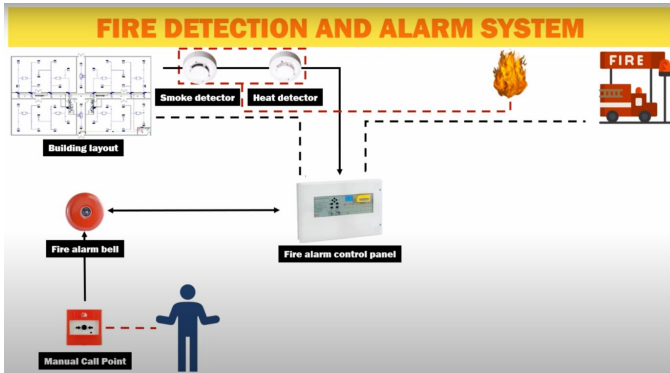 FIRE DETECTION AND ALARM SYSTEM
FIRE
Smoke detector
Heat detector
Building layout
Fire alarm bell
Fire alarm control panel
Manual Call Point